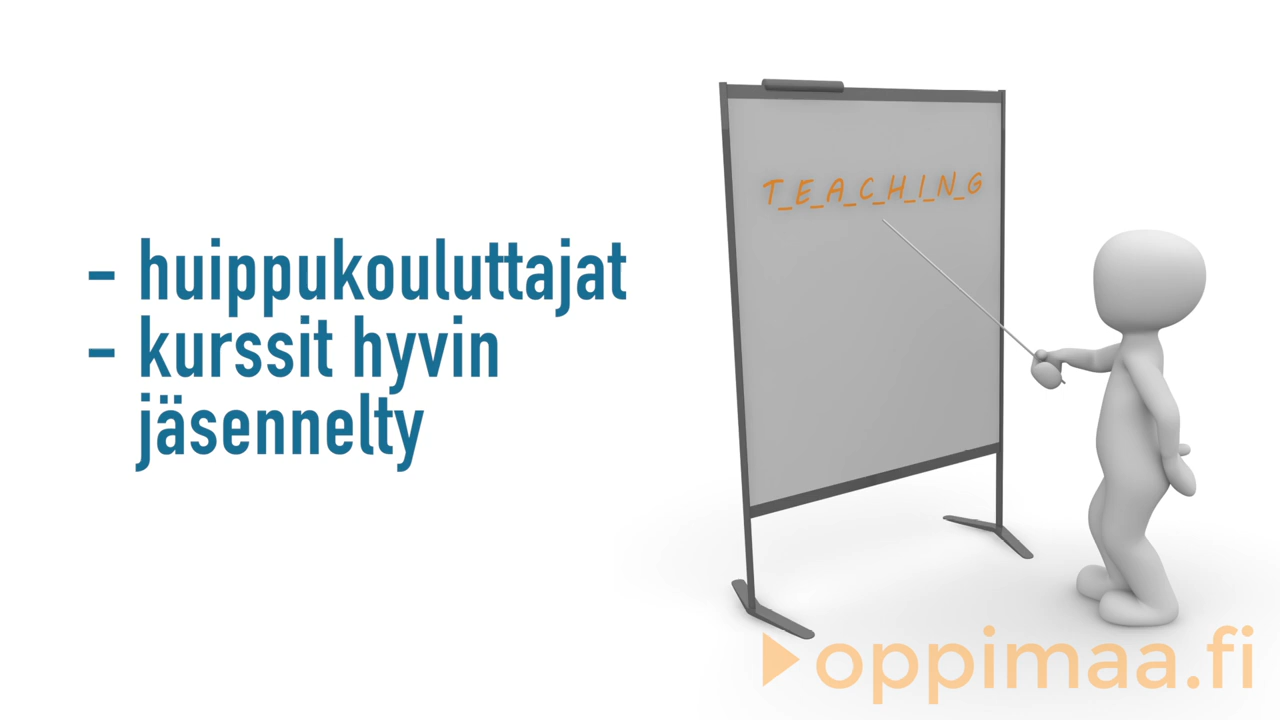 - huippukouluttajat
- kurssit hyvin
jäsennelty
T_E_A_C_H_I_N_G
oppimaa.fi